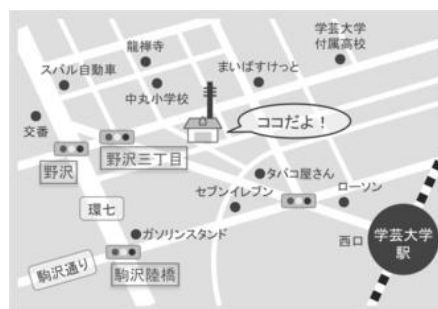 学芸大学
付属高校
龍禅寺
スバル自動車
まいばすけっと
中丸小学校
ココだよ！
交番
野沢三丁目
野沢
タバコ屋さん
セブンイレブン
ローソン
環七
ガソリンスタンド
西口
学芸大学
駅
駒沢通り
駒沢陸橋